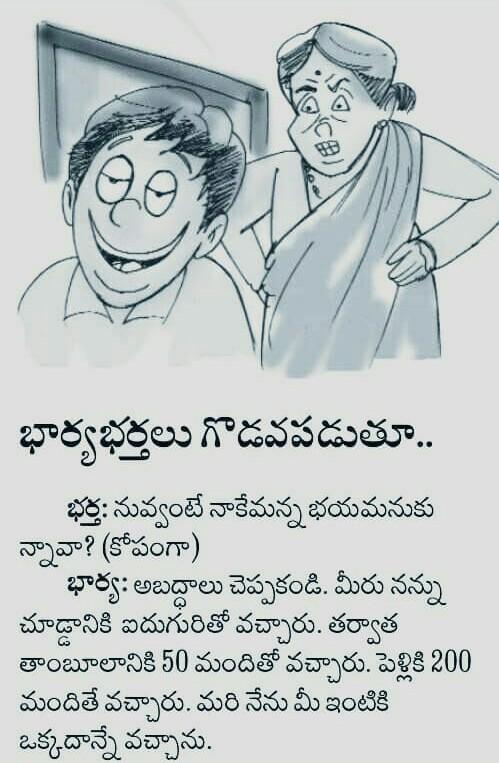 భార్యభర్తలు గొడవపడుతూ..
భర్త: నువ్వంటే నాకేమన్న భయమనుకు
న్నావా? (కోపంగా)
భార్య: అబద్ధాలు చెప్పకండి. మీరు నన్ను
చూడ్డానికి ఐదుగురితో వచ్చారు. తర్వాత
తాంబూలానికి 50 మందితో వచ్చారు. పెళ్లికి 200
మందితే వచ్చారు. మరి నేను మీ ఇంటికి
ఒక్కదాన్నే వచ్చాను.